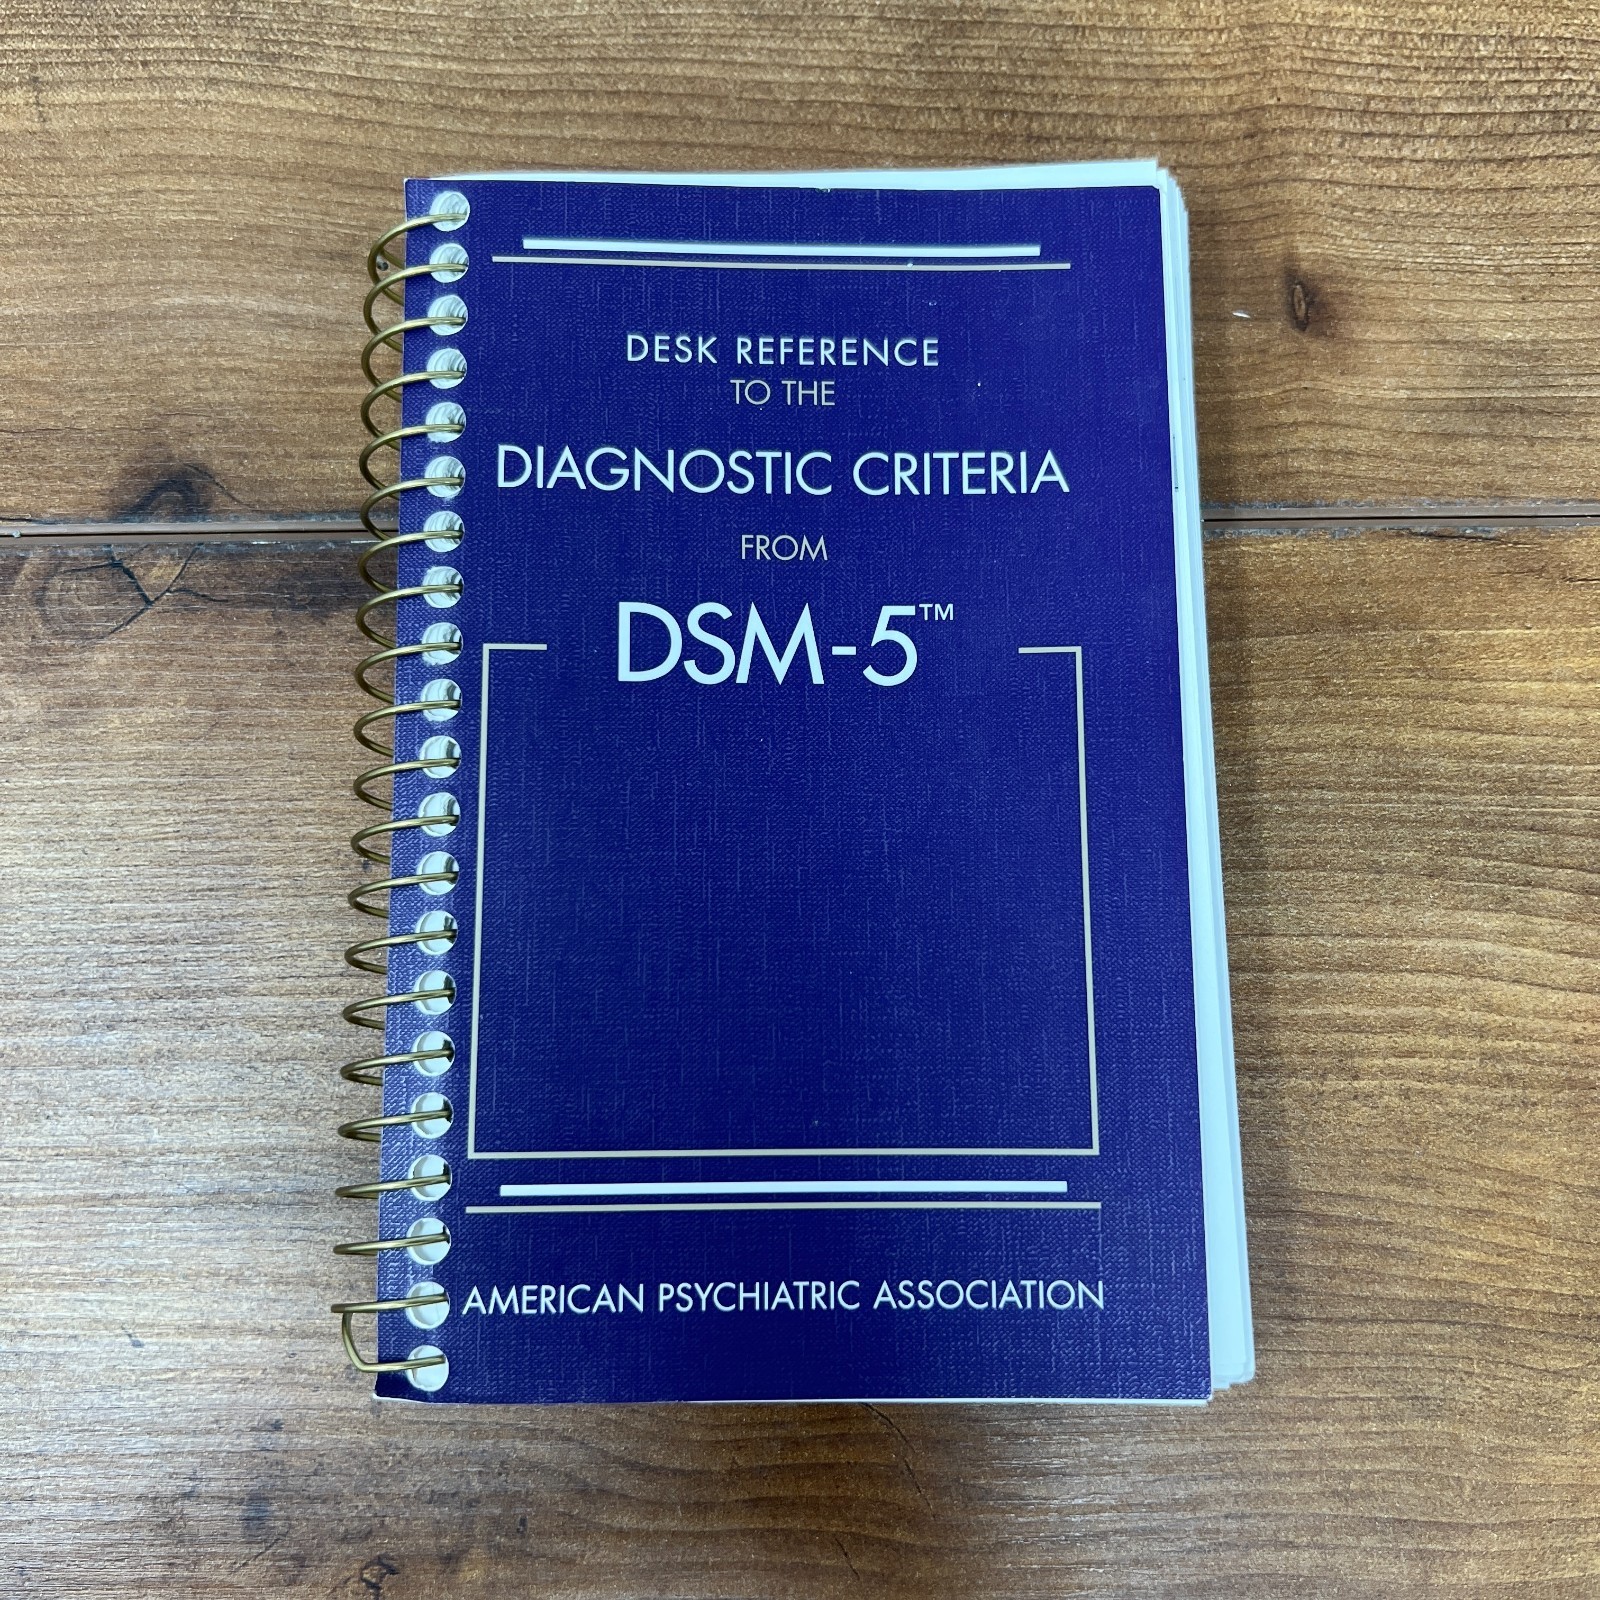 DESK REFERENCE
TO THE
DIAGNOSTIC CRITERIA
FROM
DSM-5™
AMERICAN PSYCHIATRIC ASSOCIATION